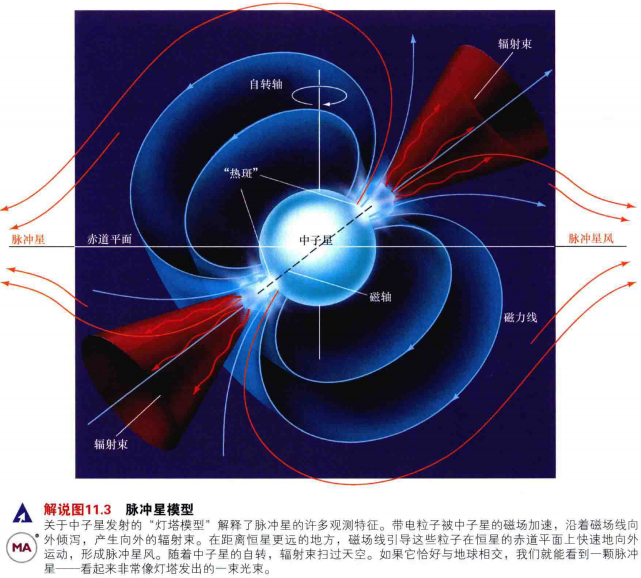 辐射束
自转轴
“热斑”
脉冲星
赤道平面
中子星
脉冲星风
磁轴
磁力线
辐射束
解说图11.3 脉冲星模型
MA
关于中子星发射的“灯塔模型”解释了脉冲星的许多观测特征。带电粒子被中子星的磁场加速，沿着磁场线向
外倾泻，产生向外的辐射束。在距离恒星更远的地方，磁场线引导这些粒子在恒星的赤道平面上快速地向外
运动，形成脉冲星风。随着中子星的自转，辐射束扫过天空。如果它恰好与地球相交，我们就能看到一颗脉冲
星——看起来非常像灯塔发出的一束光束。